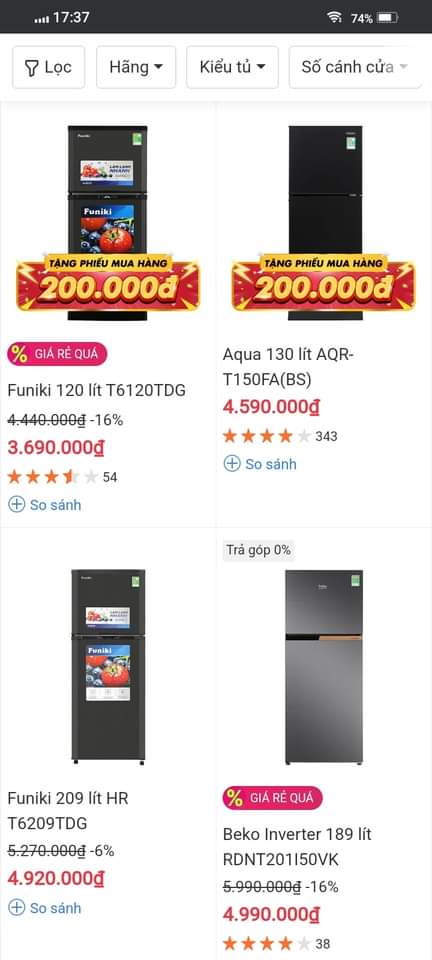 17:37
74%
Lọc
Hãng
Kiểu tủ
Số cánh cửa
Funiki
Funiki
TẶNG PHIẾU MUA HÀNG
200.000đ
TẶNG PHIẾU MUA HÀNG
200.000đ
% GIÁ RẺ QUÁ
Funiki 120 lít T6120TDG
4.440.000₫ -16%
3.690.000₫
54
So sánh
Aqua 130 lít AQR-
T150FA(BS)
4.590.000₫
343
So sánh
Funiki
Funiki
Funiki 209 lít HR
T6209TDG
5.270.000₫ -6%
4.920.000₫
So sánh
Trả góp 0%
% GIÁ RẺ QUÁ
Beko Inverter 189 lít
RDNT201I50VK
5.990.000₫ -16%
4.990.000₫
38